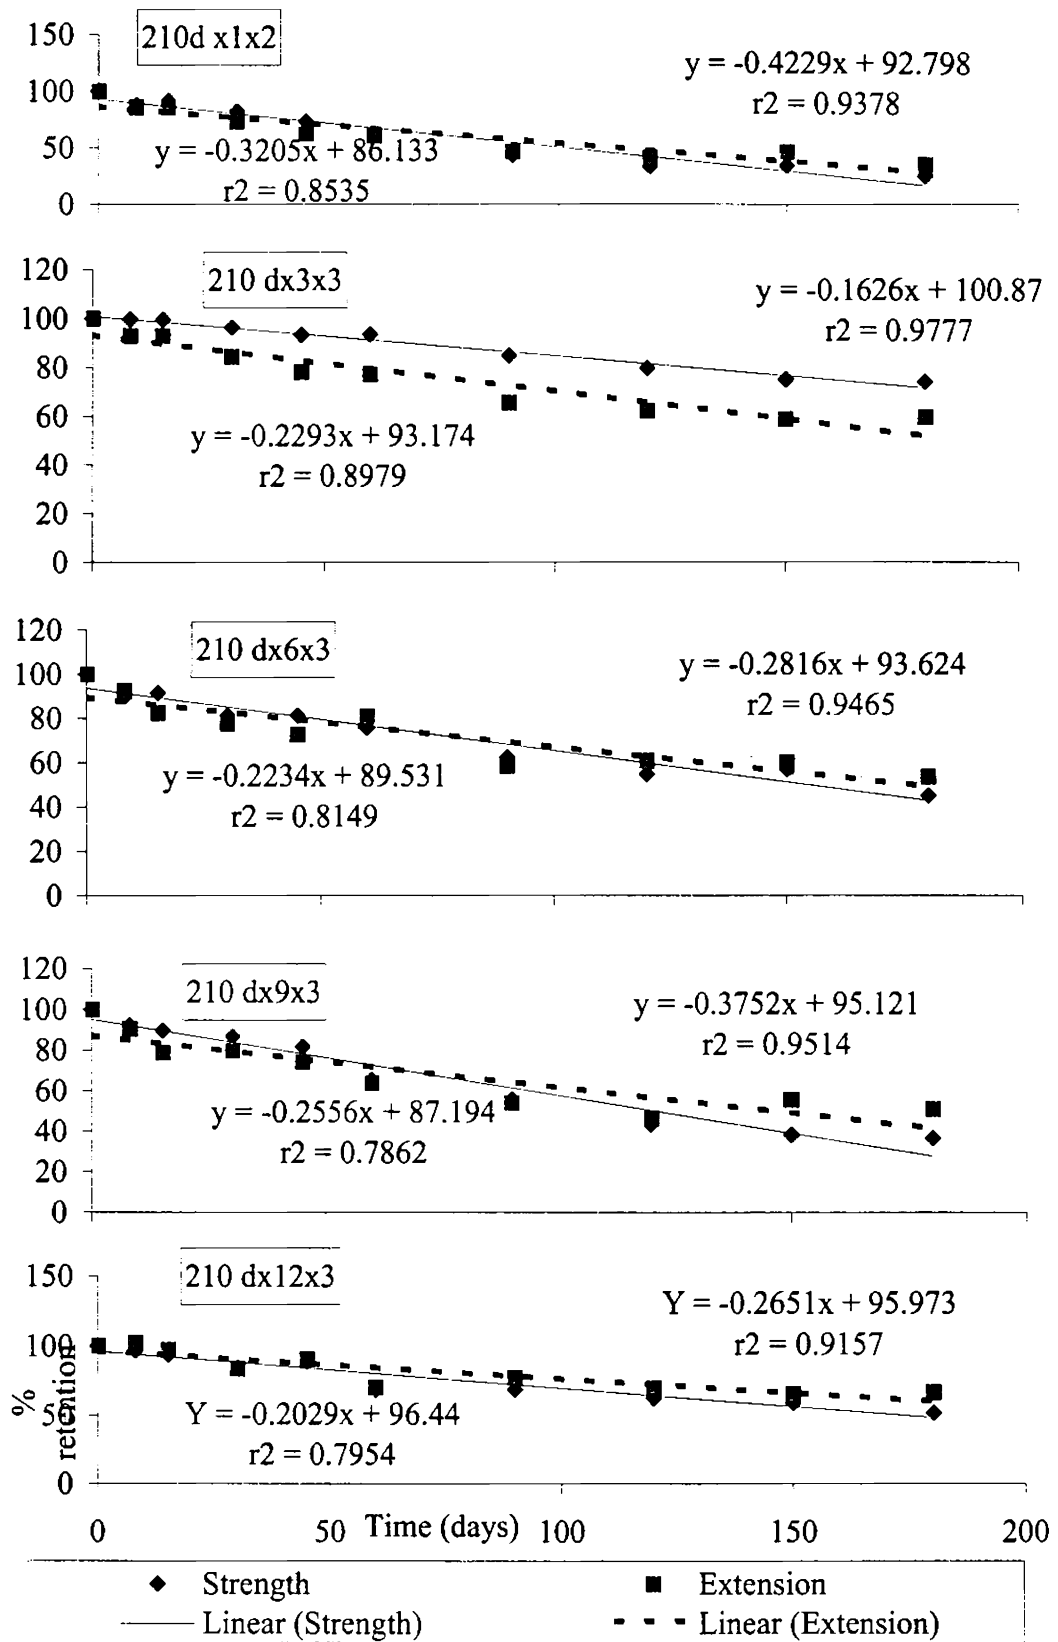 210d x1x2
150
100
50
0
y = -0.4229x + 92.798
r2 = 0.9378
y = -0.3205x + 86.133
r2 = 0.8535
210 dx3x3
120
100
80
60
40
20
0
y = -0.1626x + 100.87
r2 = 0.9777
y = -0.2293x + 93.174
r2 = 0.8979
210 dx6x3
120
100
80
60
40
20
0
y = -0.2816x + 93.624
r2 = 0.9465
y = -0.2234x + 89.531
r2 = 0.8149
210 dx9x3
120
100
80
60
40
20
0
y = -0.3752x + 95.121
r2 = 0.9514
y = -0.2556x + 87.194
r2 = 0.7862
210 dx12x3
150
100
50
0
% retention
Y = -0.2651x + 95.973
r2 = 0.9157
Y = -0.2029x + 96.44
r2 = 0.7954
0 50 100 150 200
Time (days)
Strength
Extension
Linear (Strength)
Linear (Extension)